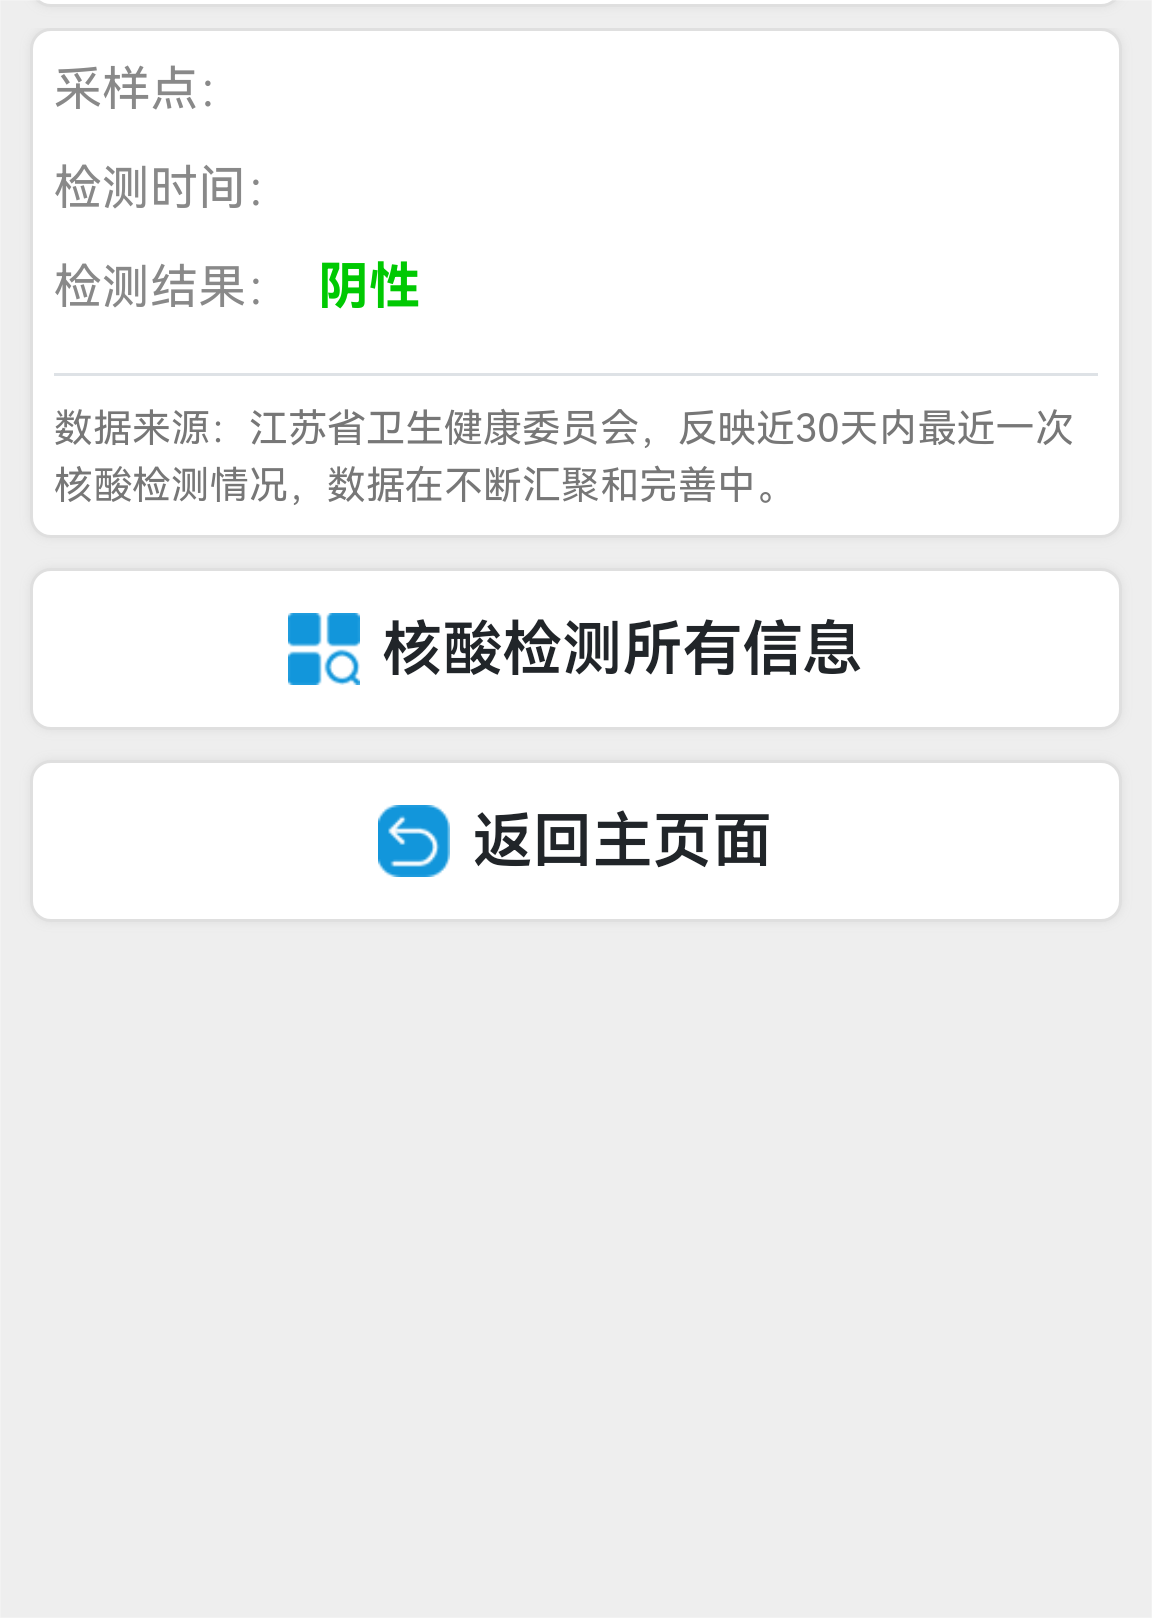 采样点：
检测时间：
检测结果： 阴性
数据来源：江苏省卫生健康委员会，反映近30天内最近一次
核酸检测情况，数据在不断汇聚和完善中。
核酸检测所有信息
返回主页面